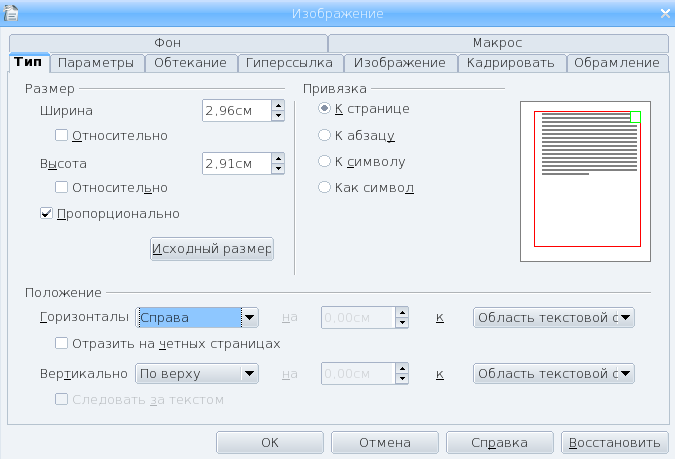 Изображение
Фон Макрос
Тип Параметры Обтекание Гиперссылка Изображение Кадрировать Обрамление
Размер Привязка
Ширина 2,96см К странице
Относительно К абзацу
Высота 2,91см К символу
Относительно Как символ
Пропорционально
Исходный размер
Положение
Горизонталы Справа на 0,00см к Область текстовой с
Отразить на четных страницах
Вертикально По верху на 0,00см к Область текстовой с
Следовать за текстом
OK Отмена Справка Восстановить